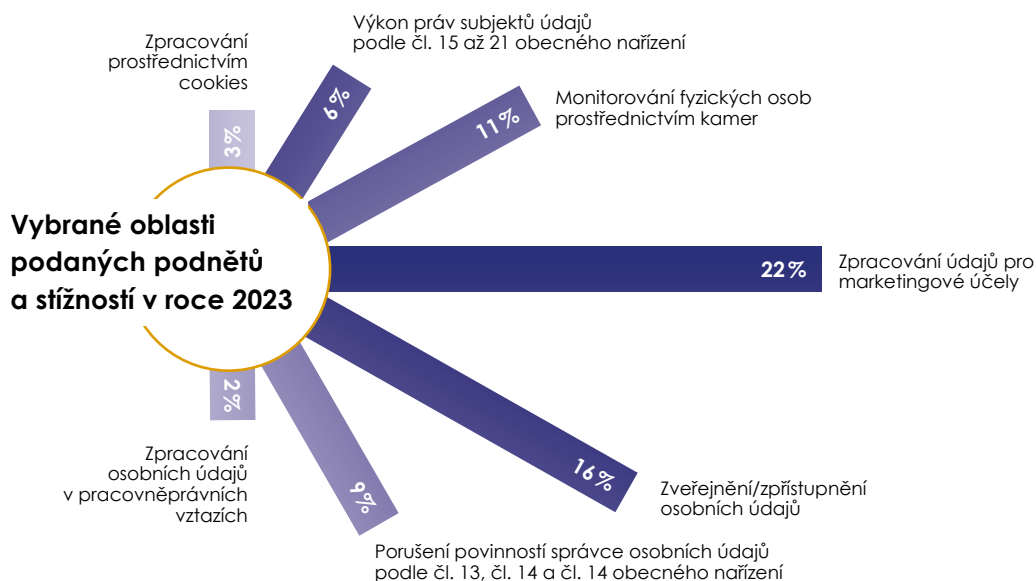 Vybrané oblasti
podaných podnětů
a stížností v roce 2023
Zpracování
prostřednictvím
cookies
3%
Výkon práv subjektů údajů
podle čl. 15 až 21 obecného nařízení
6%
Monitorování fyzických osob
prostřednictvím kamer
11%
Zpracování údajů pro
marketingové účely
22%
Zveřejnění/zpřístupnění
osobních údajů
16%
Porušení povinností správce osobních údajů
podle čl. 13, čl. 14 a čl. 14 obecného nařízení
9%
Zpracování
osobních údajů
v pracovněprávních
vztazích
2%